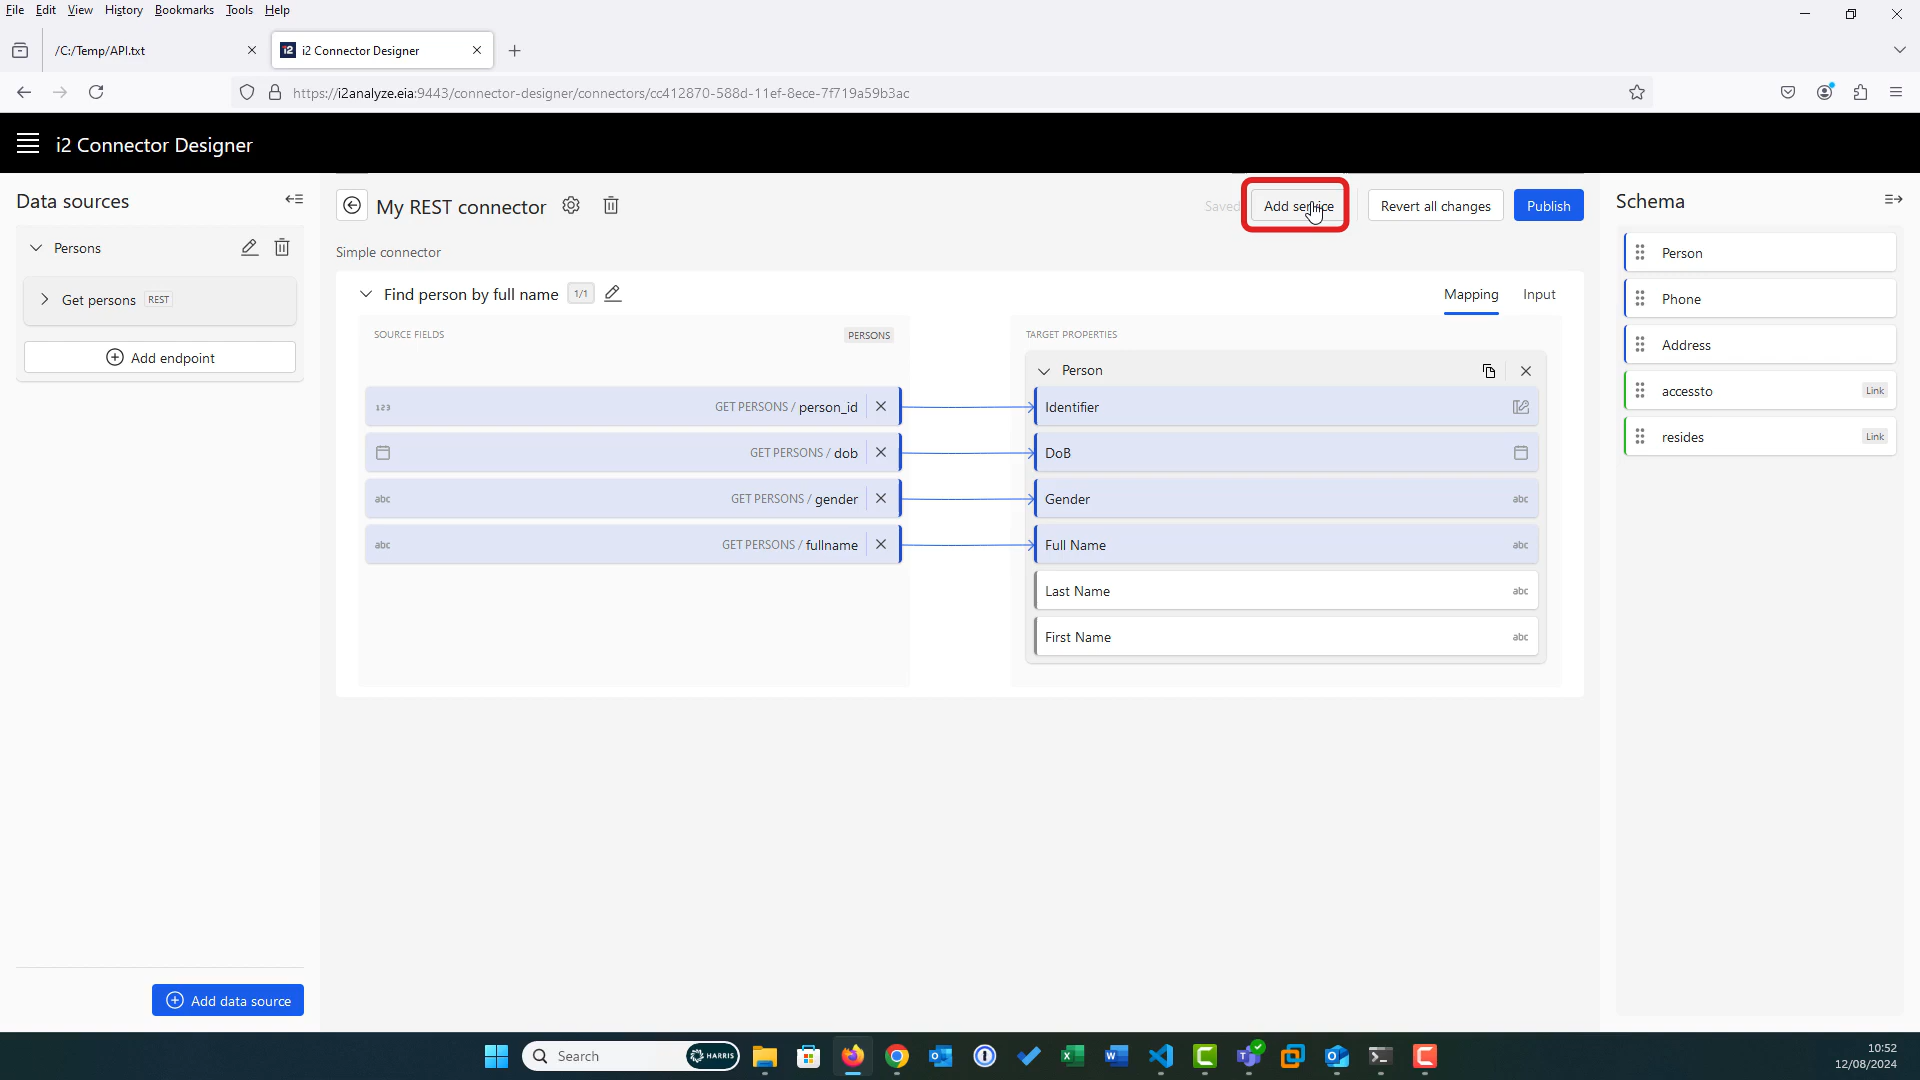 File Edit View History Bookmarks Tools Help
/C:/Temp/API.txt
i2 Connector Designer
https://i2analyze.eia:9443/connector-designer/connectors/cc412870-588d-11ef-8ece-7f719a59b3ac
i2 Connector Designer
Data sources
Persons
Get persons REST
Add endpoint
Add data source
My REST connector
Saved
Add service
Revert all changes
Publish
Simple connector
Find person by full name 1/1
Mapping Input
SOURCE FIELDS PERSONS
123 GET PERSONS / person_id
GET PERSONS / dob
abc GET PERSONS / gender
abc GET PERSONS / fullname
TARGET PROPERTIES
Person
Identifier
DoB
Gender abc
Full Name abc
Last Name abc
First Name abc
Schema
Person
Phone
Address
accessto Link
resides Link
Search HARRIS
10:52
12/08/2024